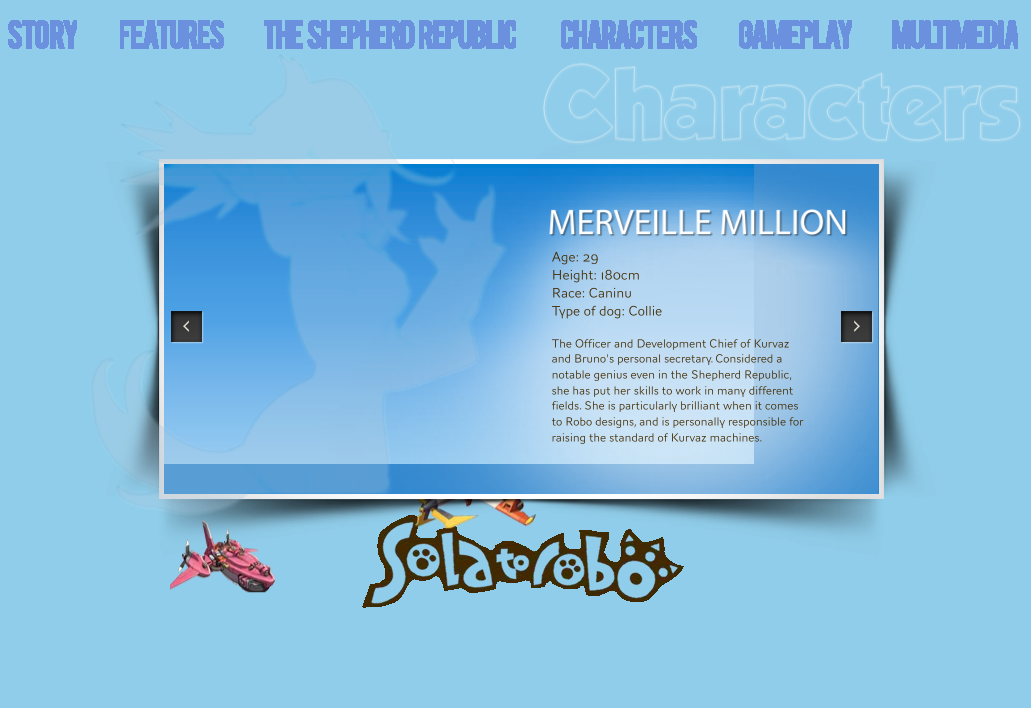 STORY FEATURES THE SHEPHERD REPUBLIC CHARACTERS GAMEPLAY MULTIMEDIA
Characters
MERVEILLE MILLION
Age: 29
Height: 180cm
Race: Caninu
Type of dog: Collie
The Officer and Development Chief of Kurvaz
and Bruno's personal secretary. Considered a
notable genius even in the Shepherd Republic,
she has put her skills to work in many different
fields. She is particularly brilliant when it comes
to Robo designs, and is personally responsible for
raising the standard of Kurvaz machines.
Solatorobo